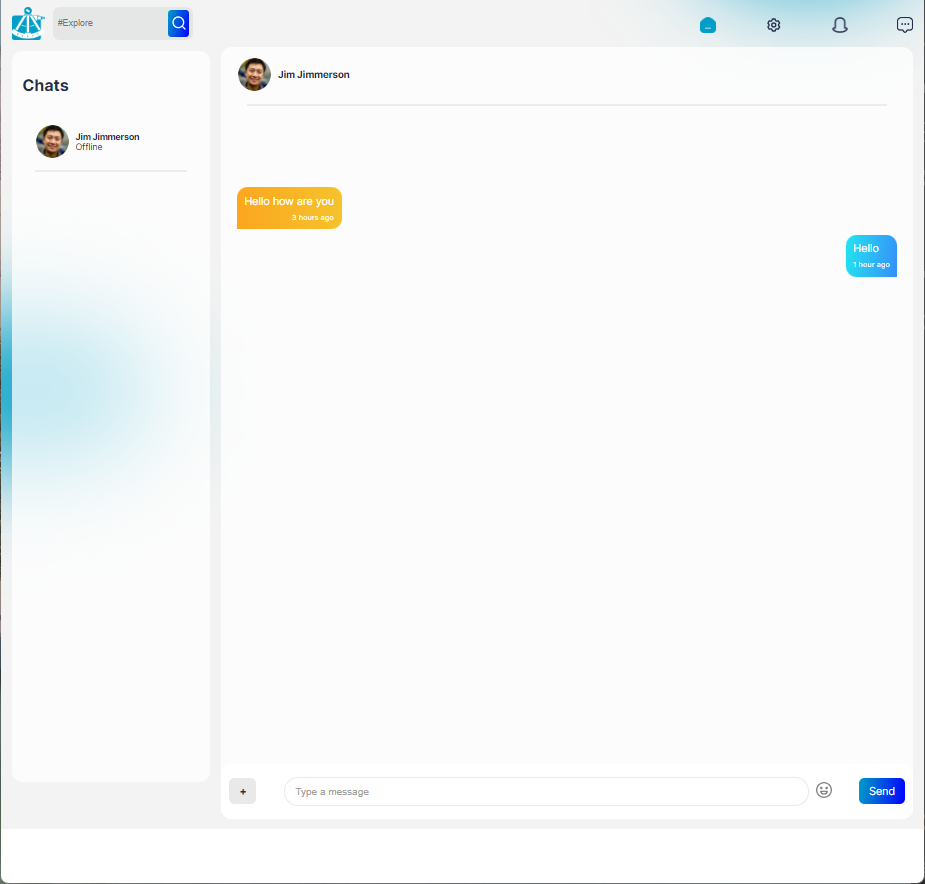 #Explore
Chats
Jim Jimmerson
Offline
Jim Jimmerson
Hello how are you
3 hours ago
Hello
1 hour ago
+
Type a message
Send